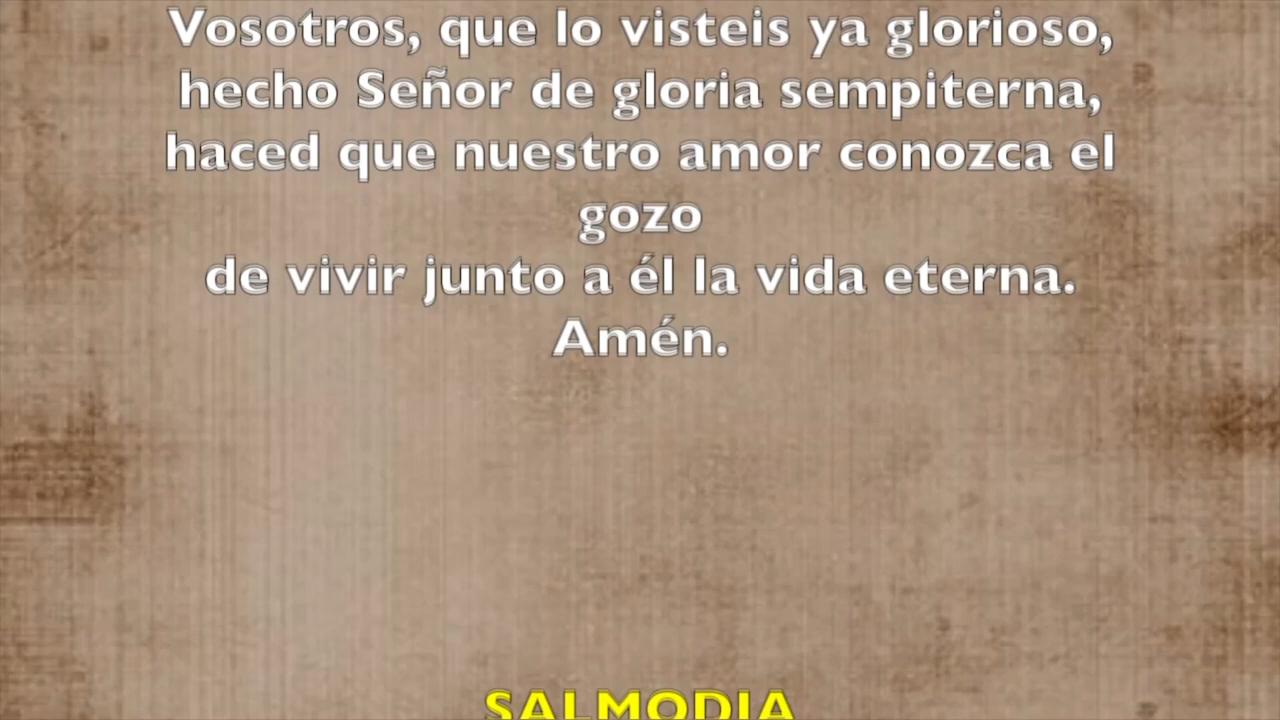 Vosotros, que lo visteis ya glorioso,
hecho Señor de gloria sempiterna,
haced que nuestro amor conozca el
gozo
de vivir junto a él la vida eterna.
Amén.
SALMODIA